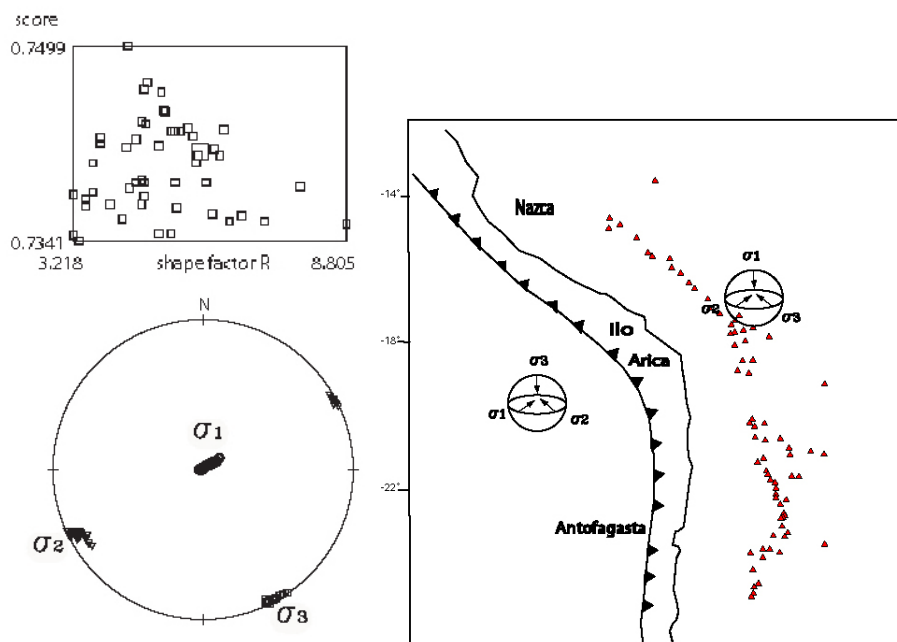 score
0.7499
0.7341
3.218
shape factor R
8.805
N
σ1
σ2
σ3
-14°
Nazca
σ1
σ2
σ3
-18°
Ilo
Arica
σ3
σ1
σ2
-22°
Antofagasta